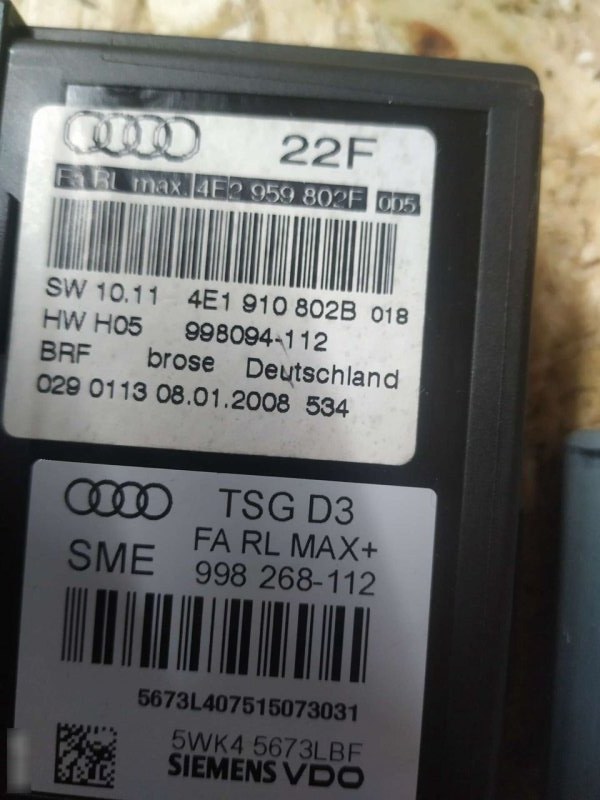 22F
Fa RL max. 4E2 959 802F 005
SW 10.11 4E1 910 802B 018
HW H05 998094-112
BRF brose Deutschland
029 0113 08.01.2008 534
TSG D3
SME FA RL MAX+
998 268-112
5673L407515073031
5WK4 5673LBF
SIEMENS VDO